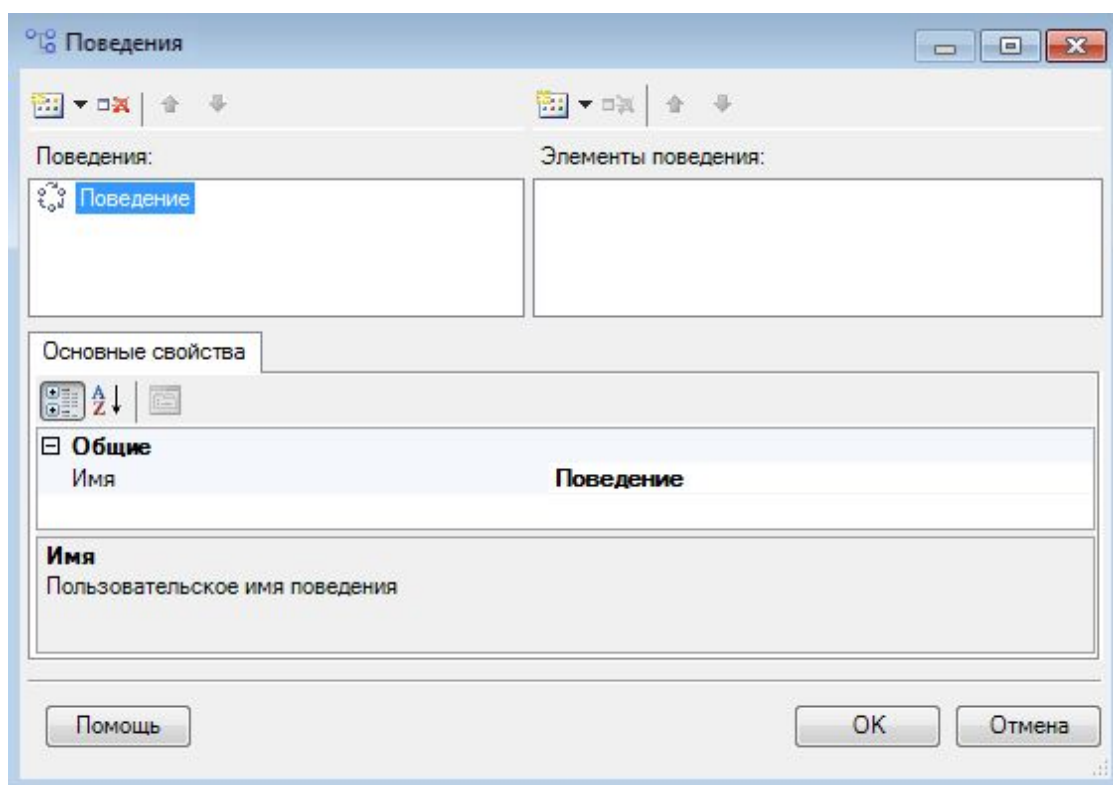 Поведения
Поведения:
Элементы поведения:
Поведение
Основные свойства
A
Z
Общие
Имя
Поведение
Имя
Пользовательское имя поведения
Помощь
OK
Отмена